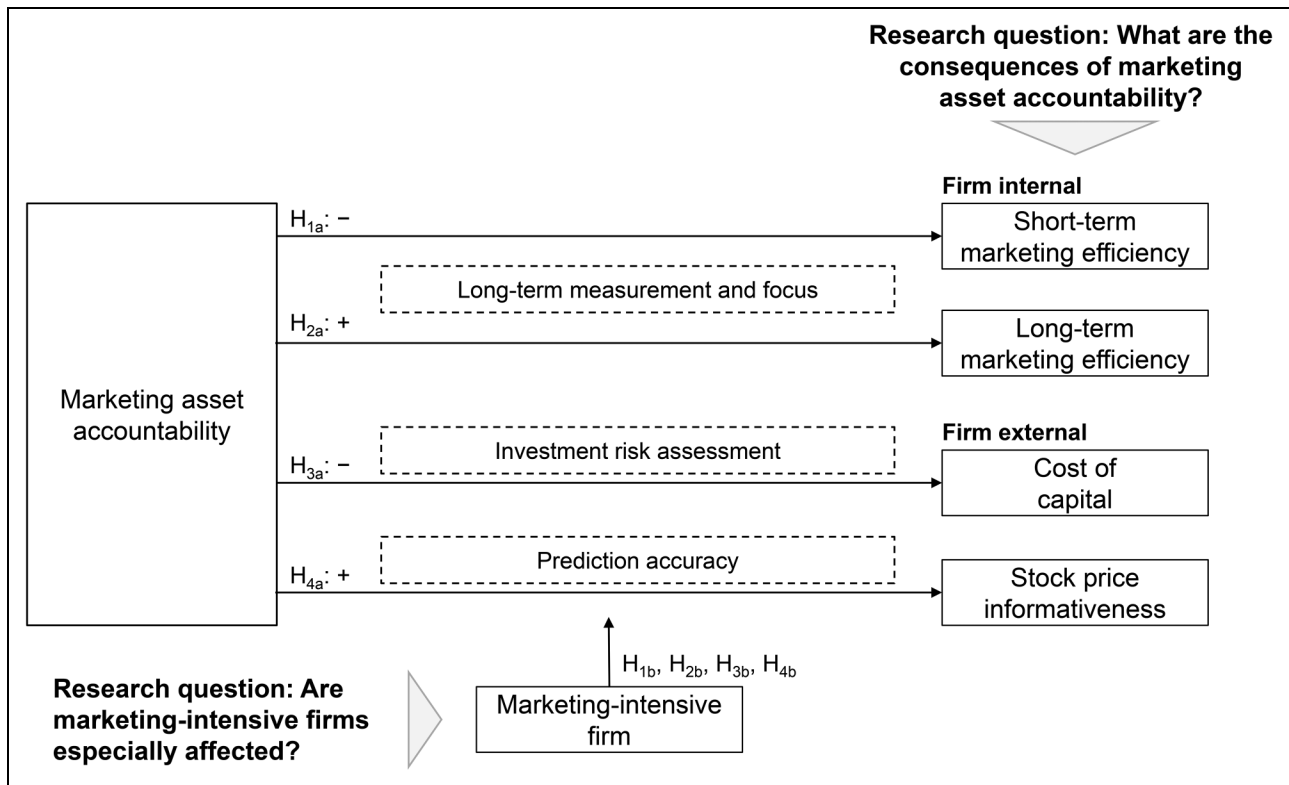 Research question: What are the
consequences of marketing
asset accountability?
Firm internal
H1a: −
Short-term
marketing efficiency
Long-term measurement and focus
H2a: +
Long-term
marketing efficiency
Marketing asset
accountability
Firm external
Investment risk assessment
H3a: −
Cost of
capital
Prediction accuracy
H4a: +
Stock price
informativeness
H1b, H2b, H3b, H4b
Research question: Are
marketing-intensive firms
especially affected?
Marketing-intensive
firm